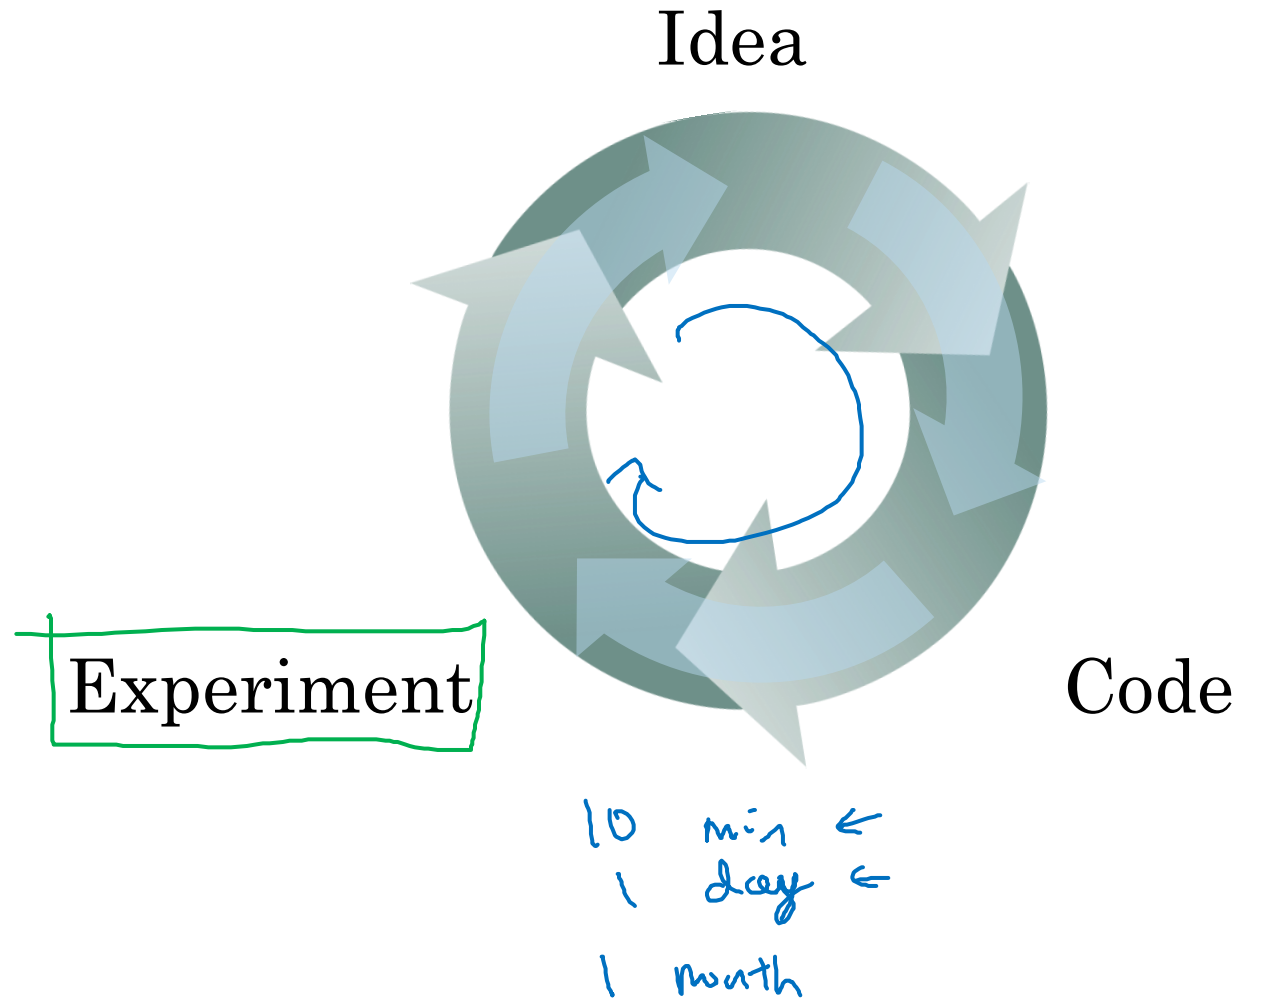 Idea
Experiment
Code
10 min ←
1 day ←
1 month